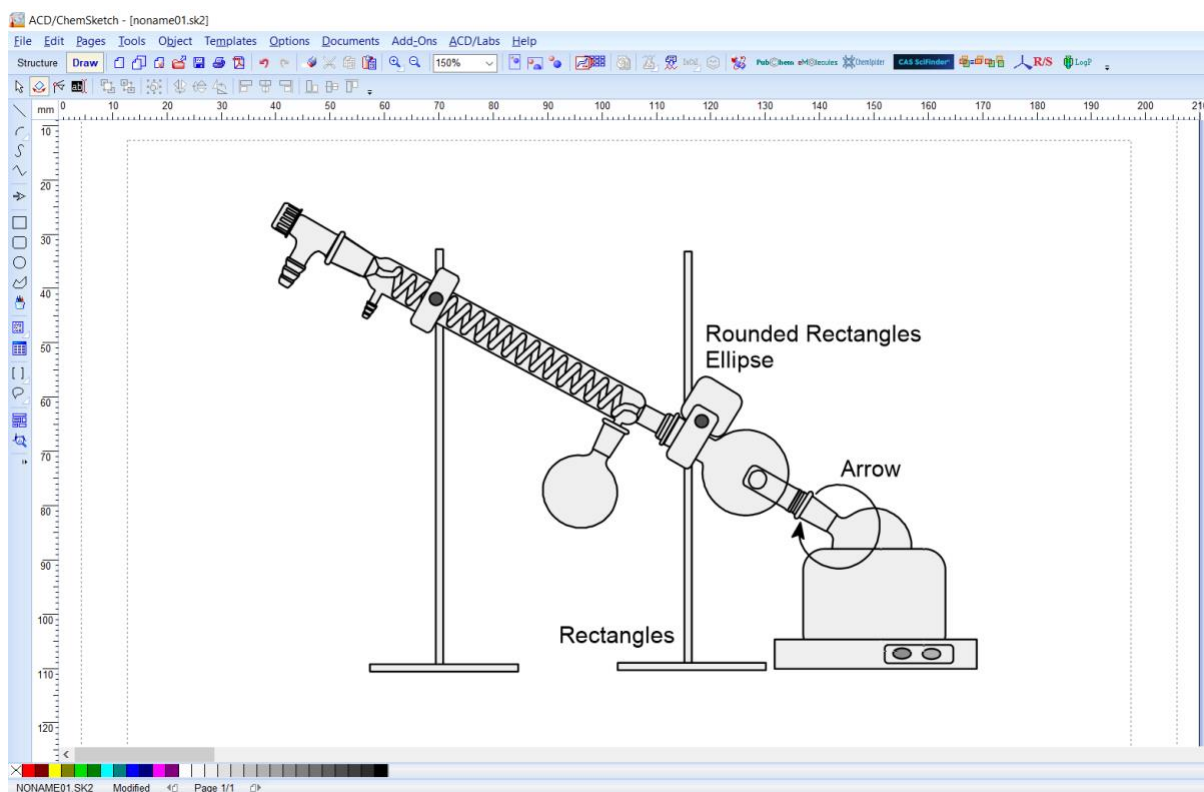 ACD/ChemSketch - [noname01.sk2]
File Edit Pages Tools Object Templates Options Documents Add-Ons ACD/Labs Help
Structure Draw 150% PubChem eMolecules ChemSpider CAS SciFinder R/S LogP
ab
mm 0 10 20 30 40 50 60 70 80 90 100 110 120 130 140 150 160 170 180 190 200 210
10
20
30
40
50
60
70
80
90
100
110
120
Rounded Rectangles
Ellipse
Arrow
Rectangles
NONAME01.SK2 Modified Page 1/1